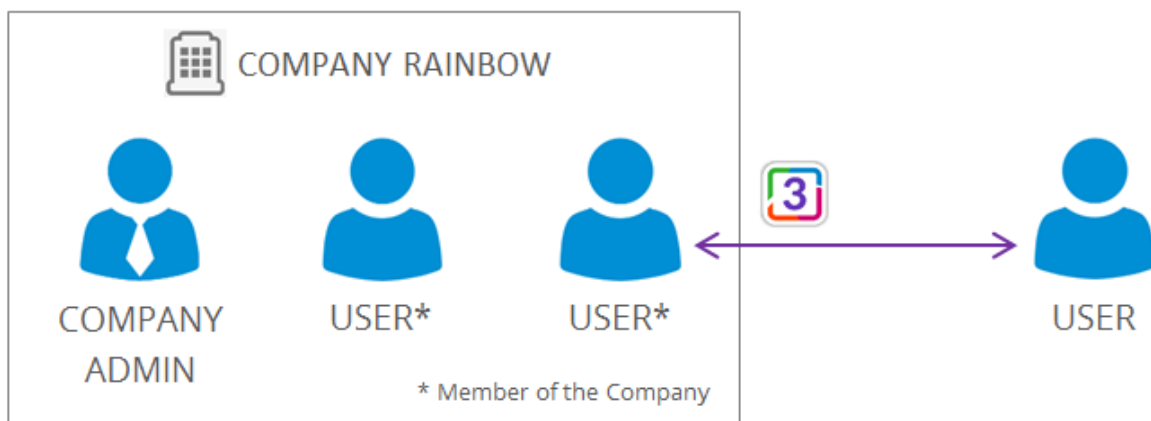 COMPANY RAINBOW
3
COMPANY
ADMIN
USER*
USER*
USER
* Member of the Company